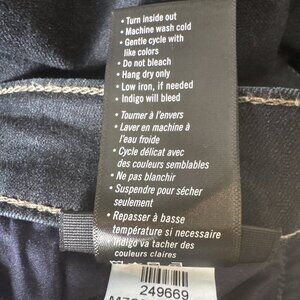 • Turn inside out
• Machine wash cold
• Gentle cycle with
like colors
• Do not bleach
• Hang dry only
• Low iron, if needed
• Indigo will bleed
• Tourner à l'envers
• Laver en machine à
l'eau froide
• Cycle délicat avec
des couleurs semblables
• Ne pas blanchir
• Suspendre pour sécher
seulement
• Repasser à basse
température si necessaire
Indigo va tacher des
couleurs claires
249669